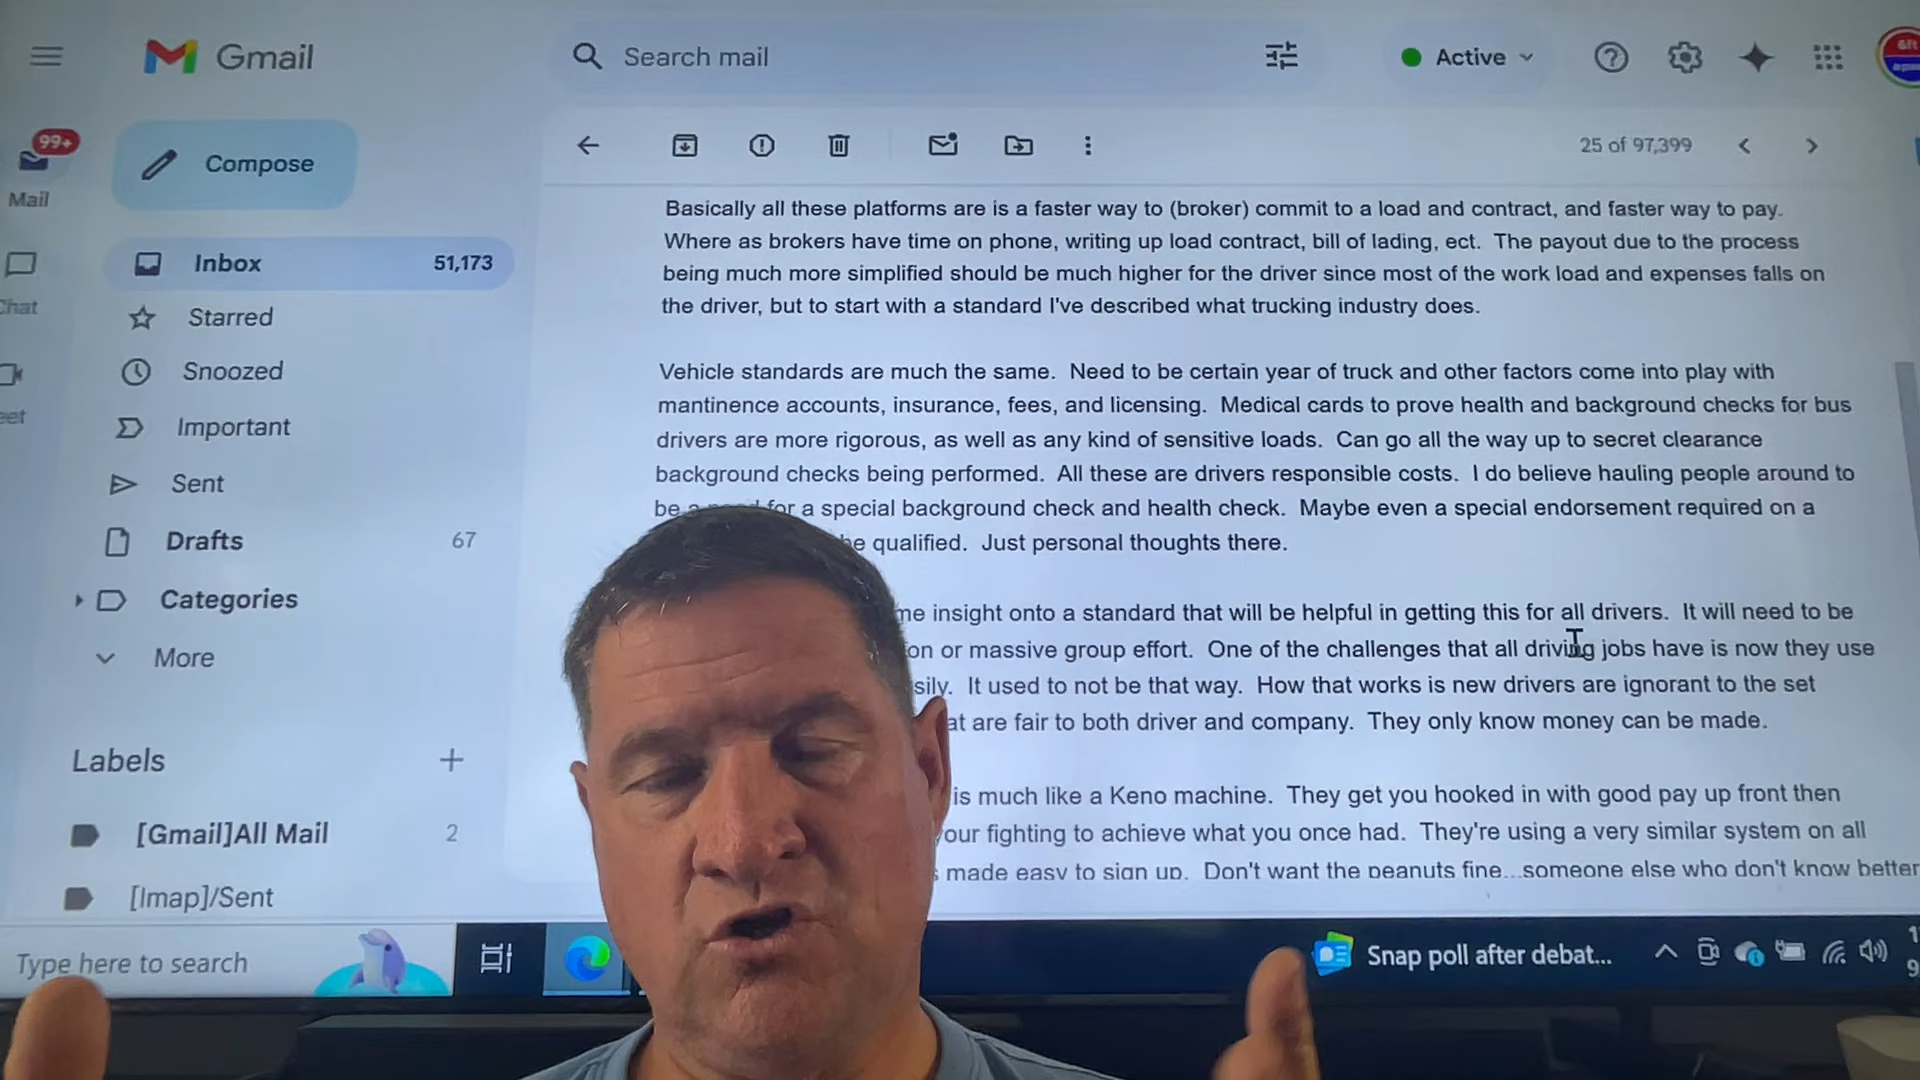 Gmail
Search mail
Active
99+
Mail
Compose
25 of 97,399
Inbox 51,173
Starred
Snoozed
Important
Sent
Drafts 67
Categories
More
Labels
[Gmail]All Mail 2
[Imap]/Sent
Basically all these platforms are is a faster way to (broker) commit to a load and contract, and faster way to pay.
Where as brokers have time on phone, writing up load contract, bill of lading, ect. The payout due to the process
being much more simplified should be much higher for the driver since most of the work load and expenses falls on
the driver, but to start with a standard I've described what trucking industry does.
Vehicle standards are much the same. Need to be certain year of truck and other factors come into play with
mantinence accounts, insurance, fees, and licensing. Medical cards to prove health and background checks for bus
drivers are more rigorous, as well as any kind of sensitive loads. Can go all the way up to secret clearance
background checks being performed. All these are drivers responsible costs. I do believe hauling people around to
be a for a special background check and health check. Maybe even a special endorsement required on a
be qualified. Just personal thoughts there.
insight onto a standard that will be helpful in getting this for all drivers. It will need to be
or massive group effort. One of the challenges that all driving jobs have is now they use
It used to not be that way. How that works is new drivers are ignorant to the set
are fair to both driver and company. They only know money can be made.
is much like a Keno machine. They get you hooked in with good pay up front then
your fighting to achieve what you once had. They're using a very similar system on all
made easy to sign up. Don't want the peanuts fine...someone else who don't know better
Type here to search
Snap poll after debat...